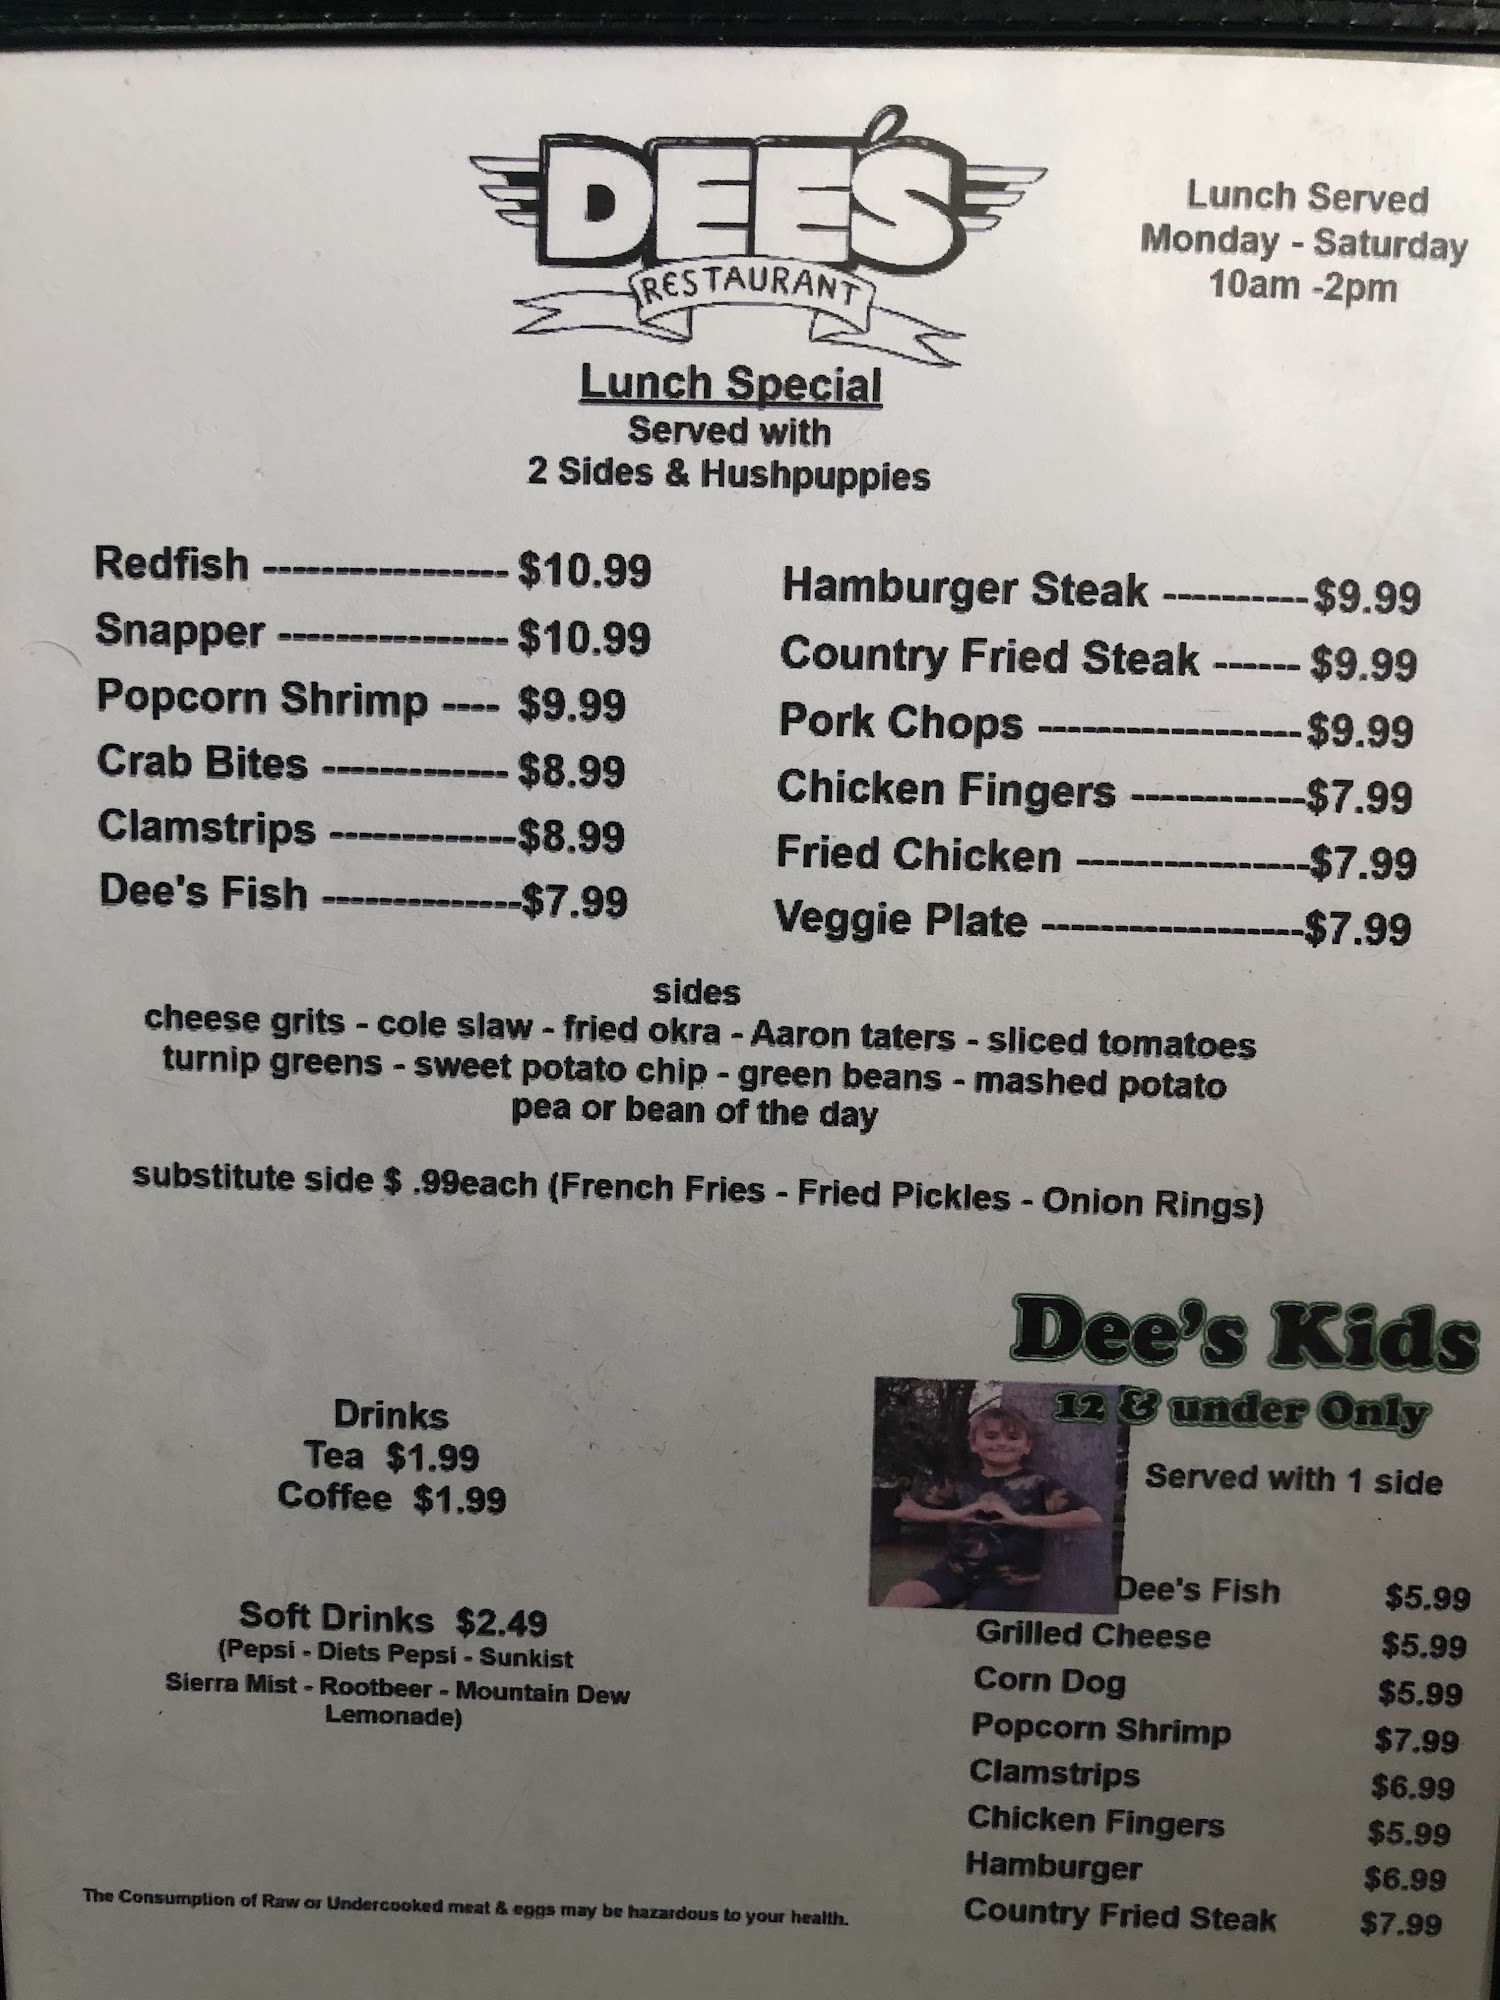 DEE'S
RESTAURANT
Lunch Served
Monday - Saturday
10am -2pm
Lunch Special
Served with
2 Sides & Hushpuppies
Redfish ----------------- $10.99
Snapper ---------------- $10.99
Popcorn Shrimp ---- $9.99
Crab Bites ------------- $8.99
Clamstrips -------------$8.99
Dee's Fish --------------$7.99
Hamburger Steak ----------$9.99
Country Fried Steak ------ $9.99
Pork Chops ------------------$9.99
Chicken Fingers ------------$7.99
Fried Chicken ----------------$7.99
Veggie Plate ------------------$7.99
sides
cheese grits - cole slaw - fried okra - Aaron taters - sliced tomatoes
turnip greens - sweet potato chip - green beans - mashed potato
pea or bean of the day
substitute side $ .99each (French Fries - Fried Pickles - Onion Rings)
Drinks
Tea $1.99
Coffee $1.99
Soft Drinks $2.49
(Pepsi - Diets Pepsi - Sunkist
Sierra Mist - Rootbeer - Mountain Dew
Lemonade)
Dee's Kids
12 & under Only
Served with 1 side
Dee's Fish $5.99
Grilled Cheese $5.99
Corn Dog $5.99
Popcorn Shrimp $7.99
Clamstrips $6.99
Chicken Fingers $5.99
Hamburger $6.99
Country Fried Steak $7.99
The Consumption of Raw or Undercooked meat & eggs may be hazardous to your health.